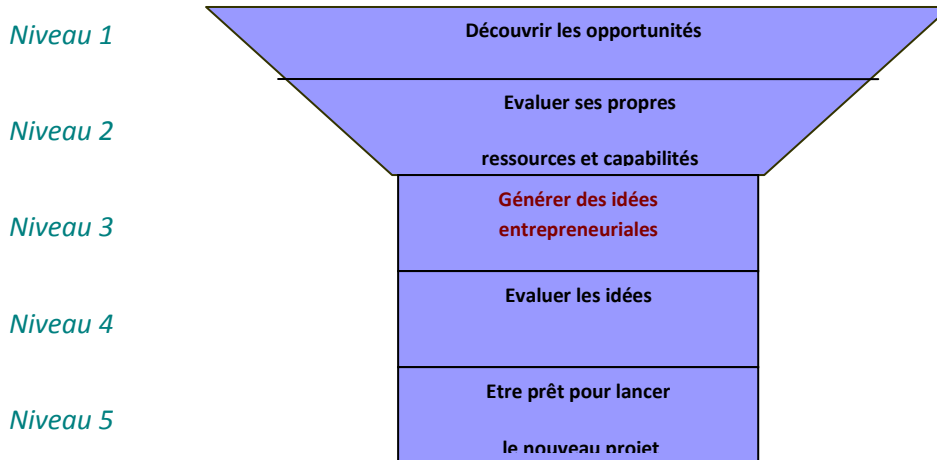 Niveau 1
Découvrir les opportunités
Niveau 2
Evaluer ses propres
ressources et capabilités
Niveau 3
Générer des idées
entrepreneuriales
Niveau 4
Evaluer les idées
Niveau 5
Etre prêt pour lancer
le nouveau projet